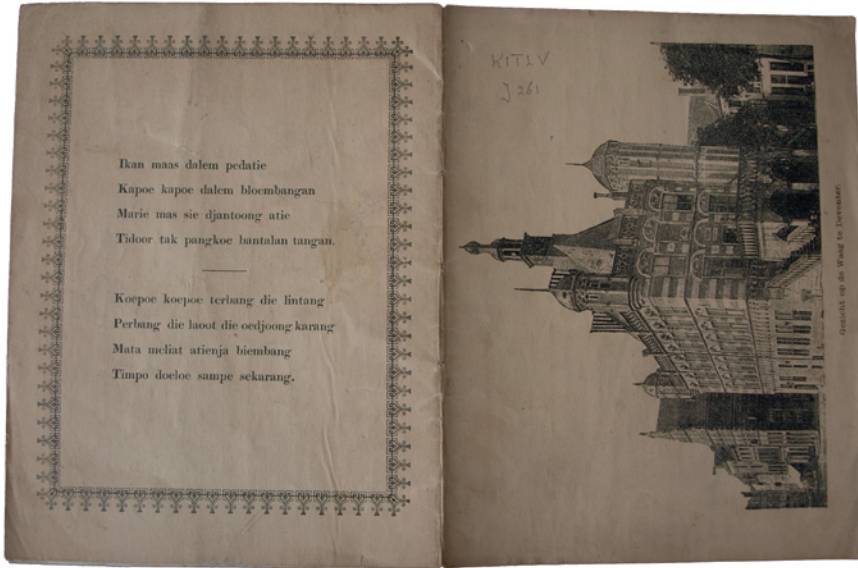 Ikan maas dalem pedatie
Kapoe kapoe dalem bloembangan
Marie mas sie djantoong atie
Tidoor tak pangkoe bantalan tangan.
Koepoe koepoe terbang die lintang
Perbang die laoot die oedjoong karang
Mata meliat atienja biembang
Timpo doeloe sampe sekarang.
KITLV
J 261
Gezicht op de Waag te Deventer.